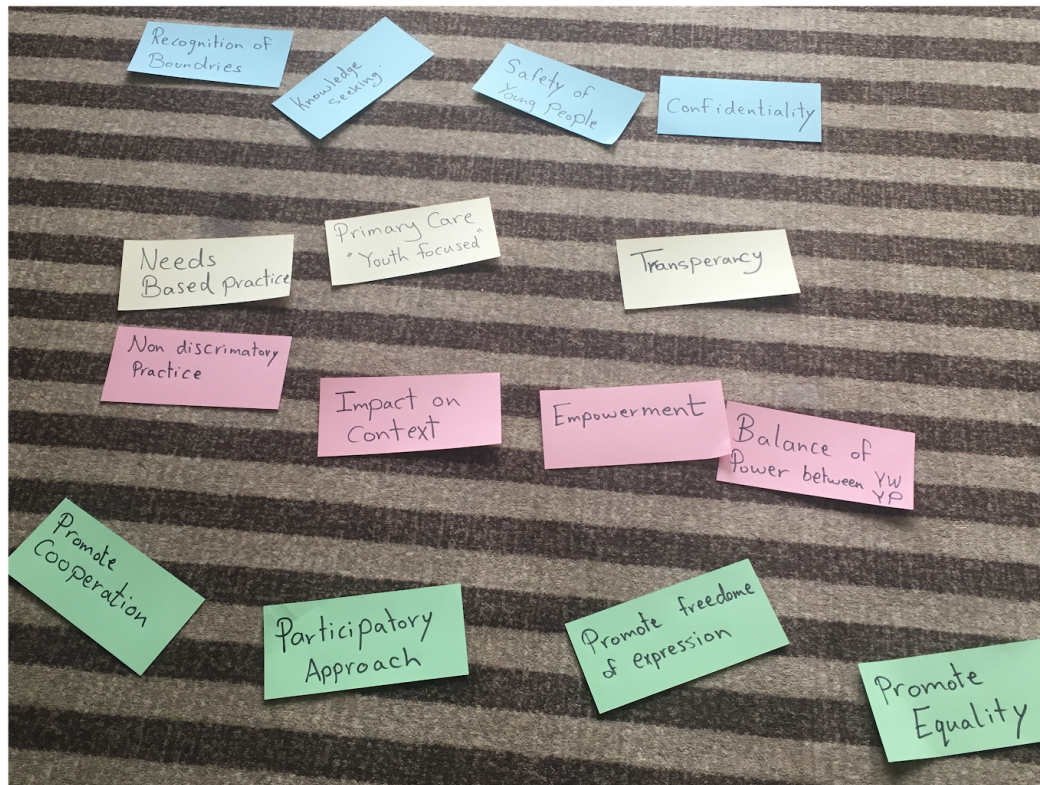 Recognition of
Boundries
Knowledge
seeking.
Safety of
Young People
Confidentiality
Needs
Based practice
Primary Care
"Youth focused"
Transperancy
Non discrimatory
Practice
Impact on
Context
Empowerment
Balance of
Power between YW
YP
Promote
Cooperation
Participatory
Approach
Promote freedome
of expression
Promote
Equality